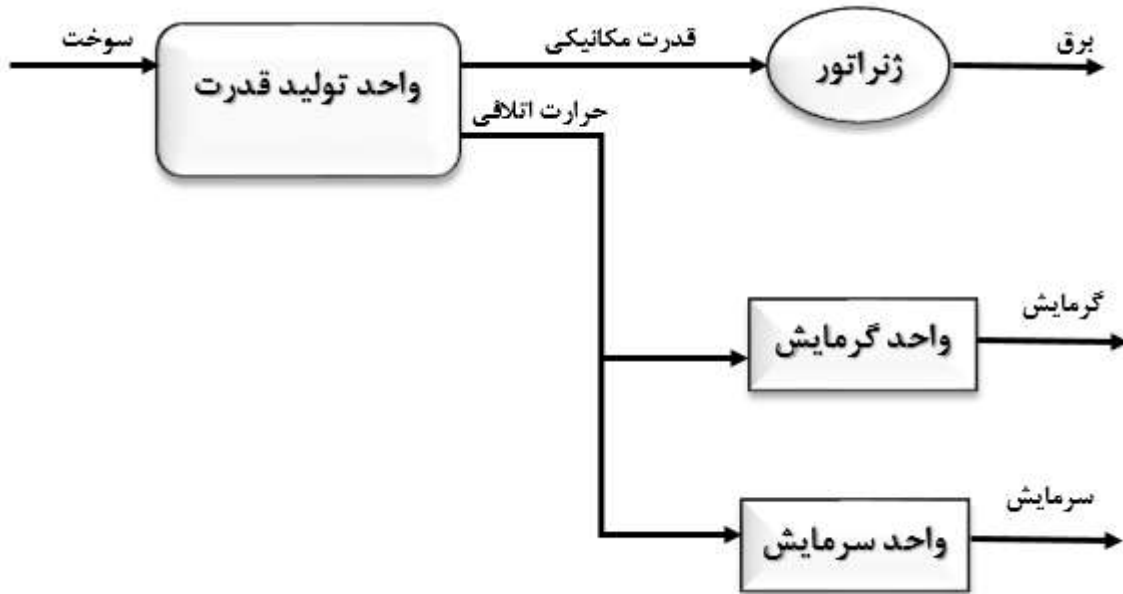 سوخت
واحد تولید قدرت
قدرت مکانیکی
ژنراتور
برق
حرارت اتلافی
واحد گرمایش
گرمایش
واحد سرمایش
سرمایش